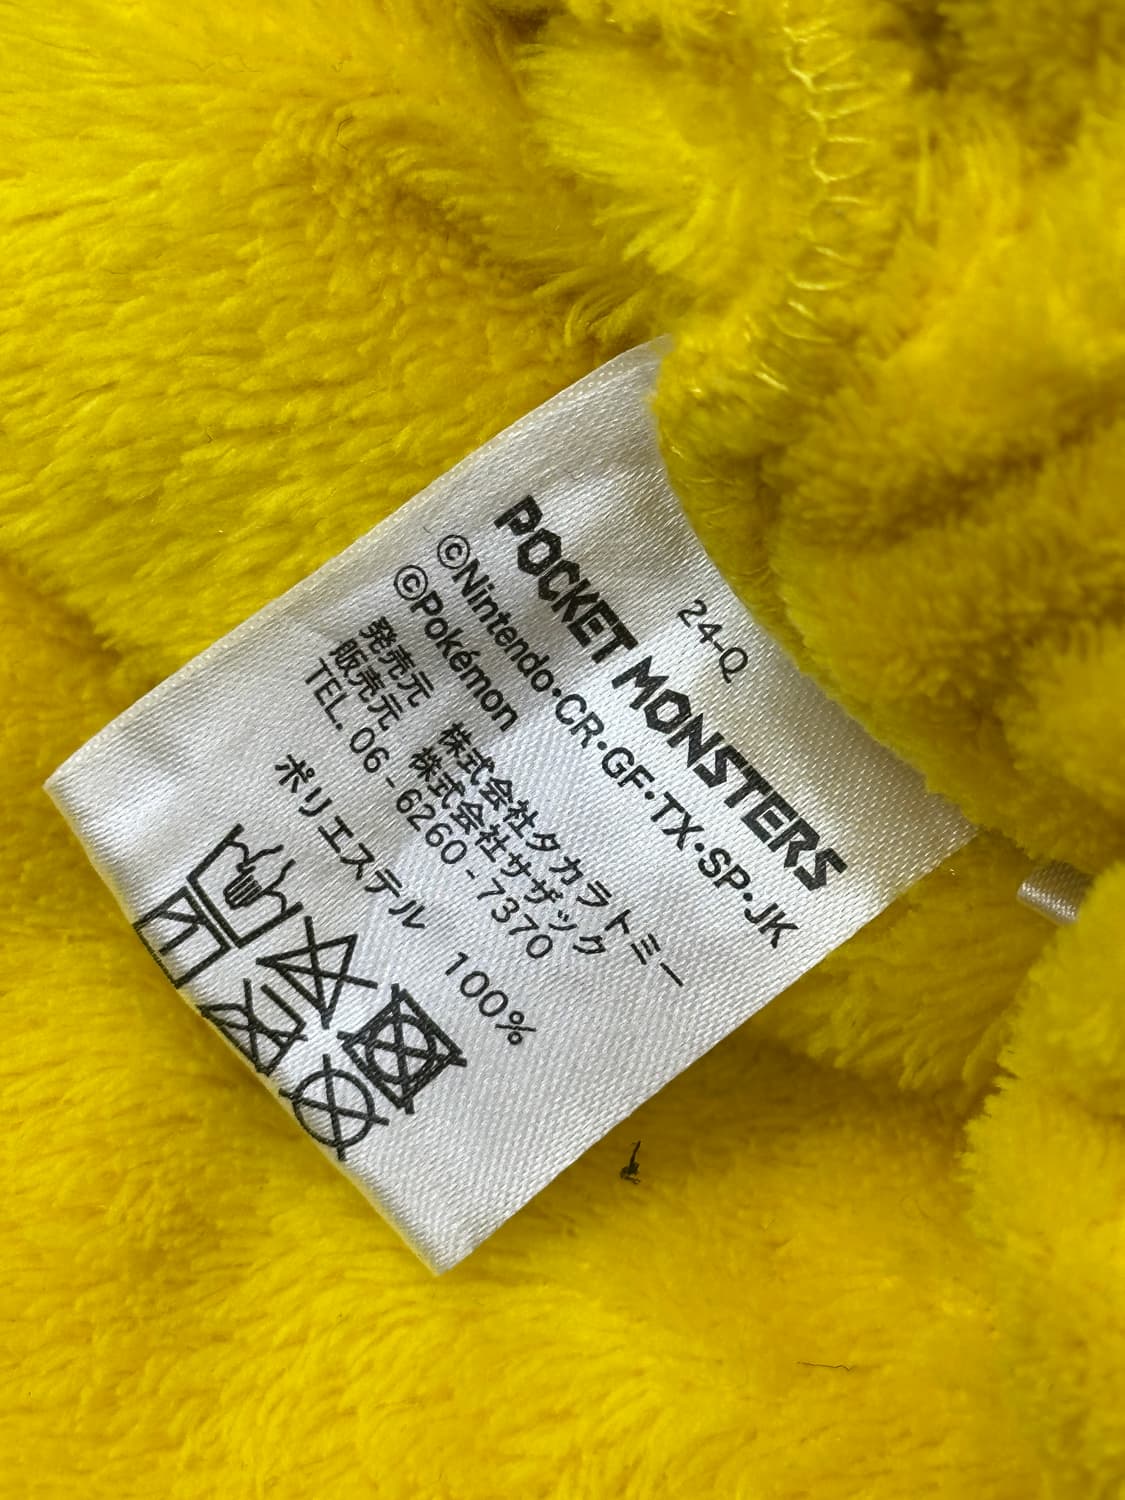 24-Q
POCKET MONSTERS
©Nintendo・CR・GF・TX・SP・JK
©Pokémon
発売元 株式会社タカラトミー
販売元 株式会社サザック
TEL. 06-6260-7370
ポリエステル 100%